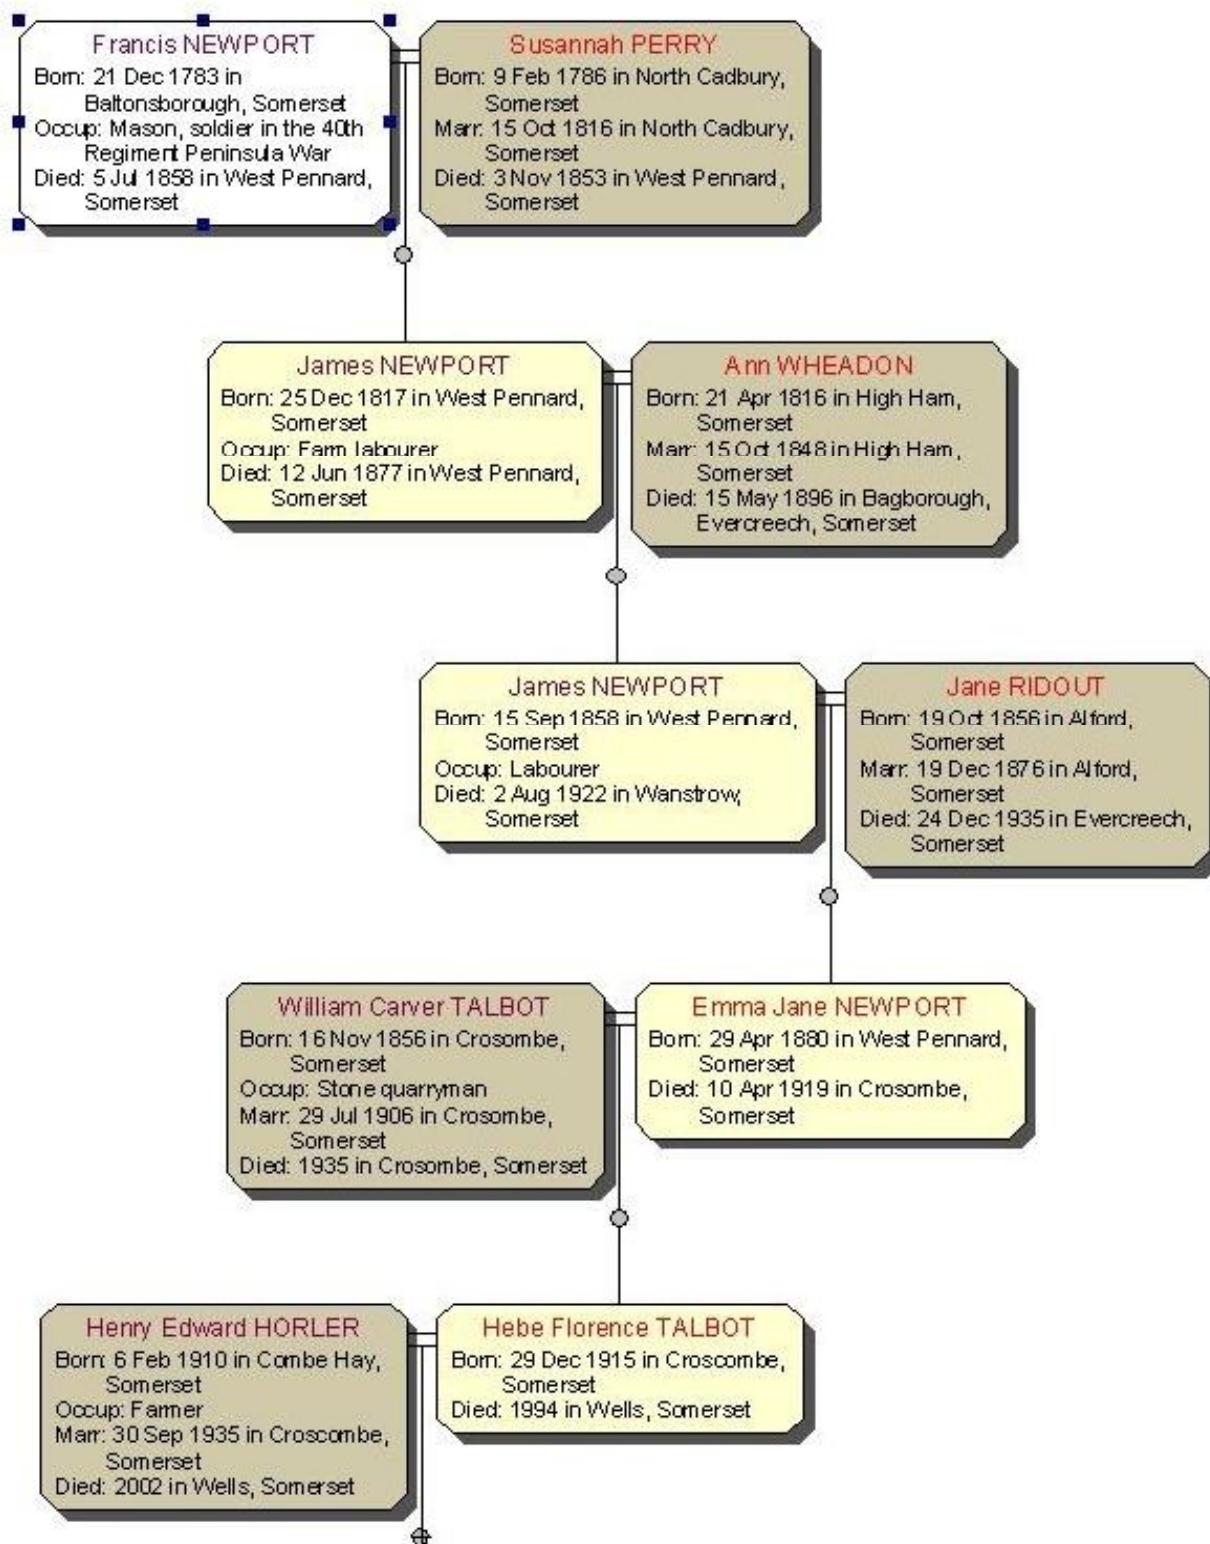 Francis NEWPORT
Born: 21 Dec 1783 in
Baltonsborough, Somerset
Occup: Mason, soldier in the 40th
Regiment Peninsula War
Died: 5 Jul 1858 in West Pennard,
Somerset
Susannah PERRY
Born: 9 Feb 1786 in North Cadbury,
Somerset
Marr: 15 Oct 1816 in North Cadbury,
Somerset
Died: 3 Nov 1853 in West Pennard,
Somerset
James NEWPORT
Born: 25 Dec 1817 in West Pennard,
Somerset
Occup: Farm labourer
Died: 12 Jun 1877 in West Pennard,
Somerset
Ann WHEADON
Born: 21 Apr 1816 in High Ham,
Somerset
Marr: 15 Oct 1848 in High Ham,
Somerset
Died: 15 May 1896 in Bagborough,
Evercreech, Somerset
James NEWPORT
Born: 15 Sep 1858 in West Pennard,
Somerset
Occup: Labourer
Died: 2 Aug 1922 in Wanstrow,
Somerset
Jane RIDOUT
Born: 19 Oct 1856 in Alford,
Somerset
Marr: 19 Dec 1876 in Alford,
Somerset
Died: 24 Dec 1935 in Evercreech,
Somerset
William Carver TALBOT
Born: 16 Nov 1856 in Crosombe,
Somerset
Occup: Stone quarryman
Marr: 29 Jul 1906 in Crosombe,
Somerset
Died: 1935 in Crosombe, Somerset
Emma Jane NEWPORT
Born: 29 Apr 1880 in West Pennard,
Somerset
Died: 10 Apr 1919 in Crosombe,
Somerset
Henry Edward HORLER
Born: 6 Feb 1910 in Combe Hay,
Somerset
Occup: Farmer
Marr: 30 Sep 1935 in Croscombe,
Somerset
Died: 2002 in Wells, Somerset
Hebe Florence TALBOT
Born: 29 Dec 1915 in Croscombe,
Somerset
Died: 1994 in Wells, Somerset